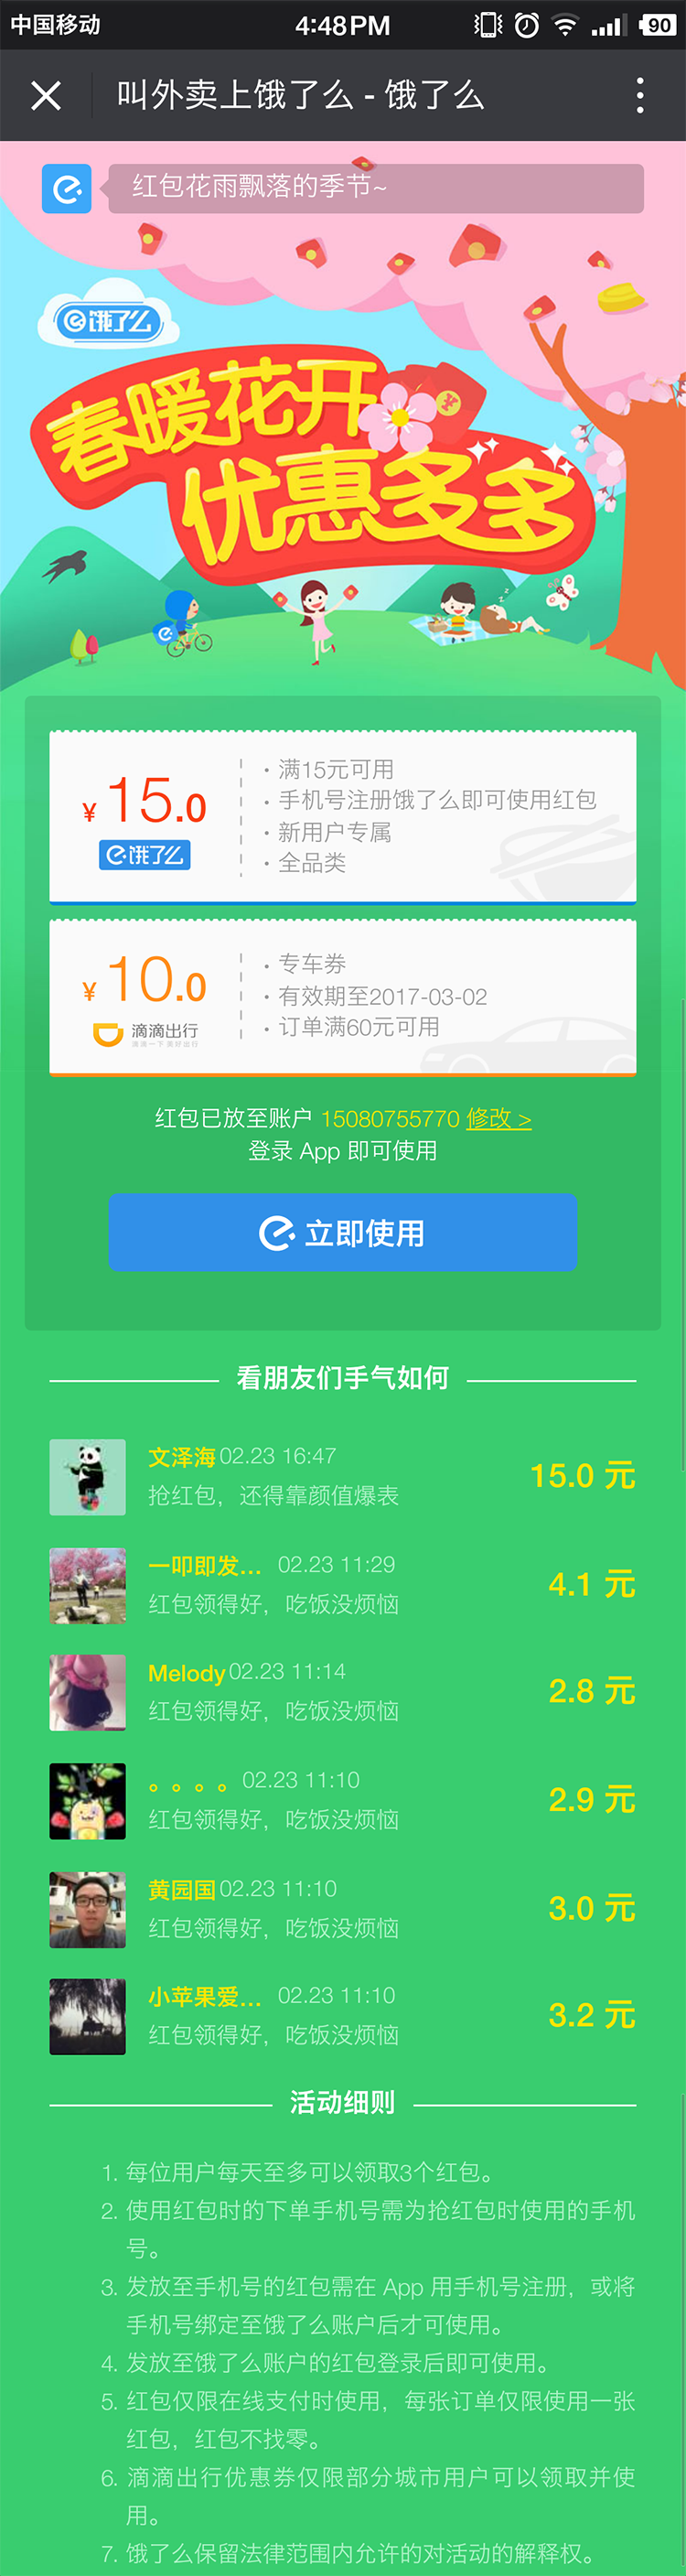 中国移动 4:48PM 90
叫外卖上饿了么 - 饿了么
红包花雨飘落的季节~
饿了么
春暖花开
优惠多多
¥ 15.0
饿了么
· 满15元可用
· 手机号注册饿了么即可使用红包
· 新用户专属
· 全品类
¥ 10.0
滴滴出行
滴滴一下 美好出行
· 专车券
· 有效期至2017-03-02
· 订单满60元可用
红包已放至账户 15080755770 修改 >
登录 App 即可使用
立即使用
看朋友们手气如何
文泽海 02.23 16:47
抢红包，还得靠颜值爆表
15.0 元
一叩即发... 02.23 11:29
红包领得好，吃饭没烦恼
4.1 元
Melody 02.23 11:14
红包领得好，吃饭没烦恼
2.8 元
。。。。 02.23 11:10
红包领得好，吃饭没烦恼
2.9 元
黄园国 02.23 11:10
红包领得好，吃饭没烦恼
3.0 元
小苹果爱... 02.23 11:10
红包领得好，吃饭没烦恼
3.2 元
活动细则
1. 每位用户每天至多可以领取3个红包。
2. 使用红包时的下单手机号需为抢红包时使用的手机
号。
3. 发放至手机号的红包需在 App 用手机号注册，或将
手机号绑定至饿了么账户后才可使用。
4. 发放至饿了么账户的红包登录后即可使用。
5. 红包仅限在线支付时使用，每张订单仅限使用一张
红包，红包不找零。
6. 滴滴出行优惠券仅限部分城市用户可以领取并使
用。
7. 饿了么保留法律范围内允许的对活动的解释权。